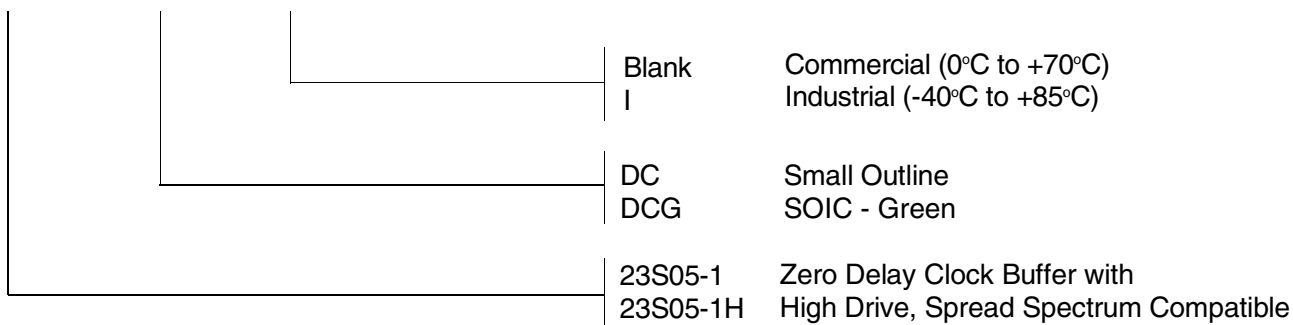 Blank Commercial (0°C to +70°C)
I Industrial (-40°C to +85°C)
DC Small Outline
DCG SOIC - Green
23S05-1 Zero Delay Clock Buffer with
23S05-1H High Drive, Spread Spectrum Compatible